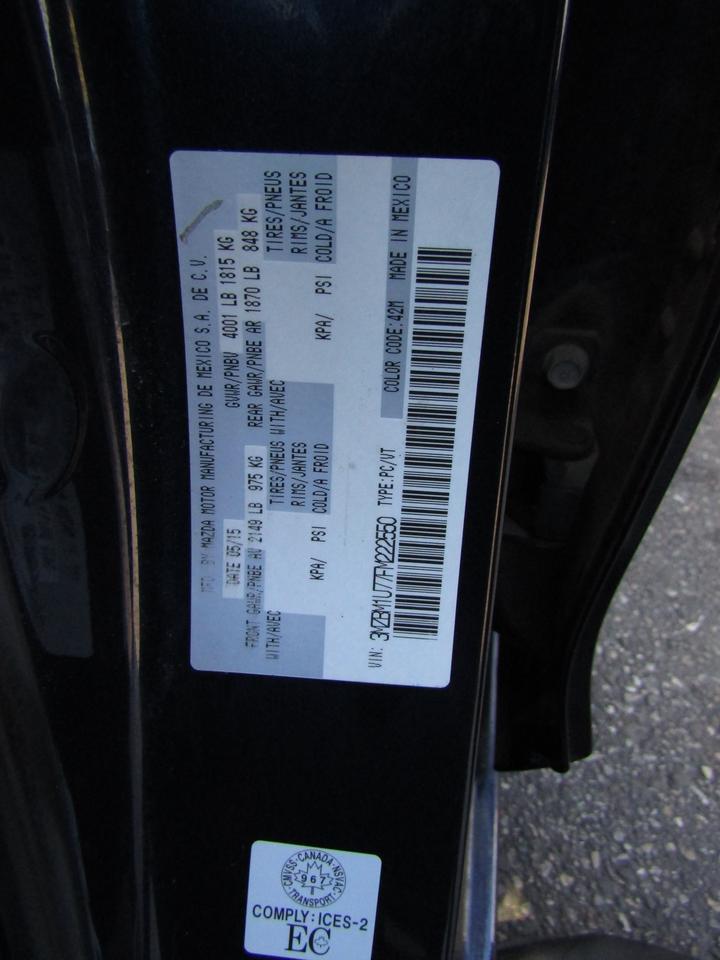 MFD BY MAZDA MOTOR MANUFACTURING DE MEXICO S.A. DE C.V.
DATE 05/15 GVWR/PNBV 4001 LB 1815 KG
FRONT GAWR/PNBE AV 2149 LB 975 KG REAR GAWR/PNBE AR 1870 LB 848 KG
WITH/AVEC TIRES/PNEUS WITH/AVEC TIRES/PNEUS
RIMS/JANTES RIMS/JANTES
KPA/ PSI COLD/A FROID KPA/ PSI COLD/A FROID
VIN: 3MZBM1U77FM222550 TYPE:PC/VT COLOR CODE:42M MADE IN MEXICO
CMVSS·CANADA·NSVAC
967
TRANSPORT
COMPLY:ICES-2
EC